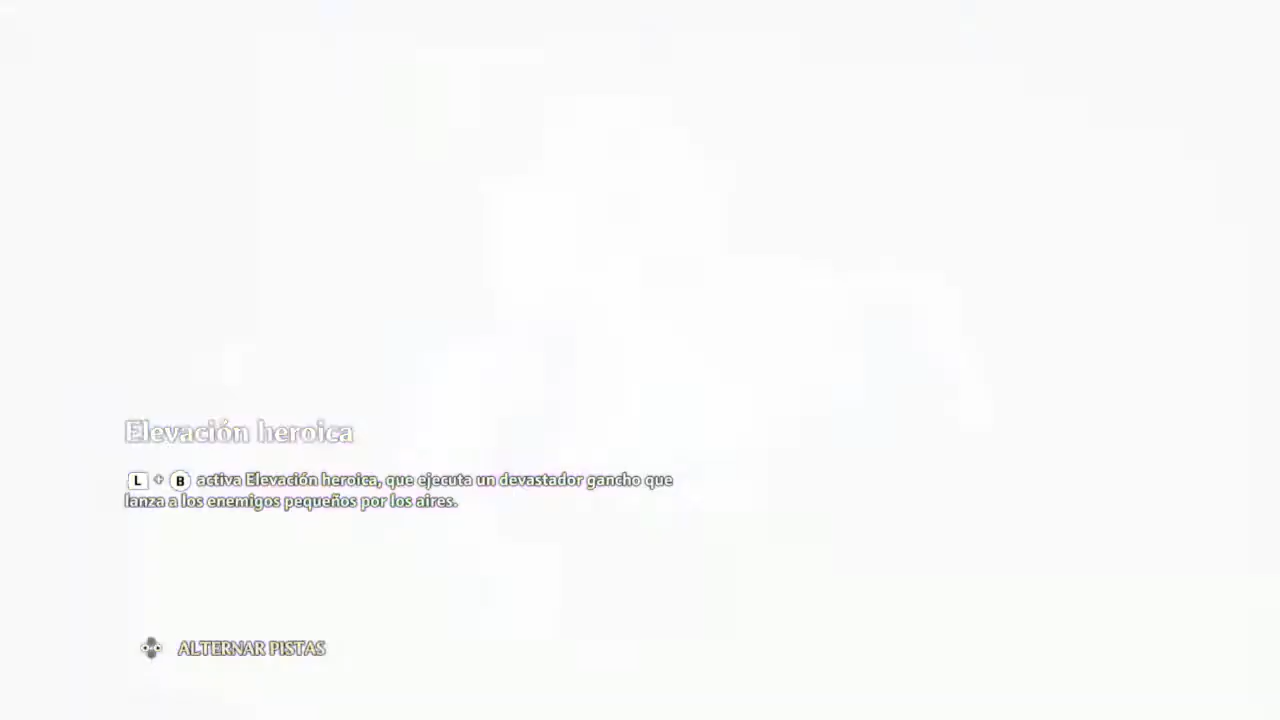 Elevación heroica
L + B activa Elevación heroica, que ejecuta un devastador gancho que
lanza a los enemigos pequeños por los aires.
ALTERNAR PISTAS